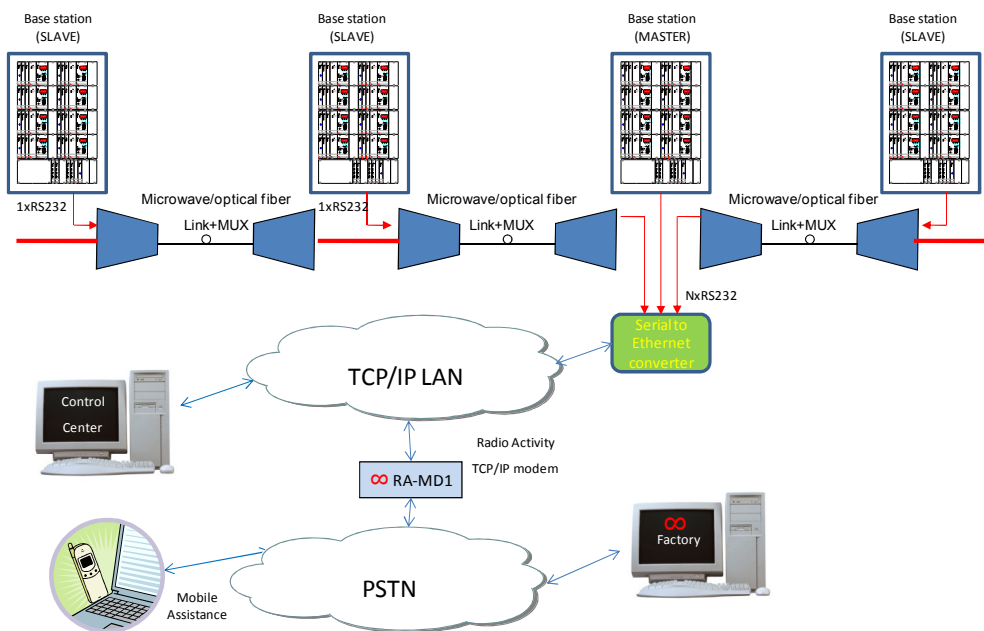 Base station
(SLAVE)
Base station
(SLAVE)
Base station
(MASTER)
Base station
(SLAVE)
1xRS232
Microwave/optical fiber
Link+MUX
1xRS232
Microwave/optical fiber
Link+MUX
Microwave/optical fiber
Link+MUX
NxRS232
Serial to
Ethernet
converter
TCP/IP LAN
Control
Center
Radio Activity
TCP/IP modem
∞ RA-MD1
∞
Factory
PSTN
Mobile
Assistance